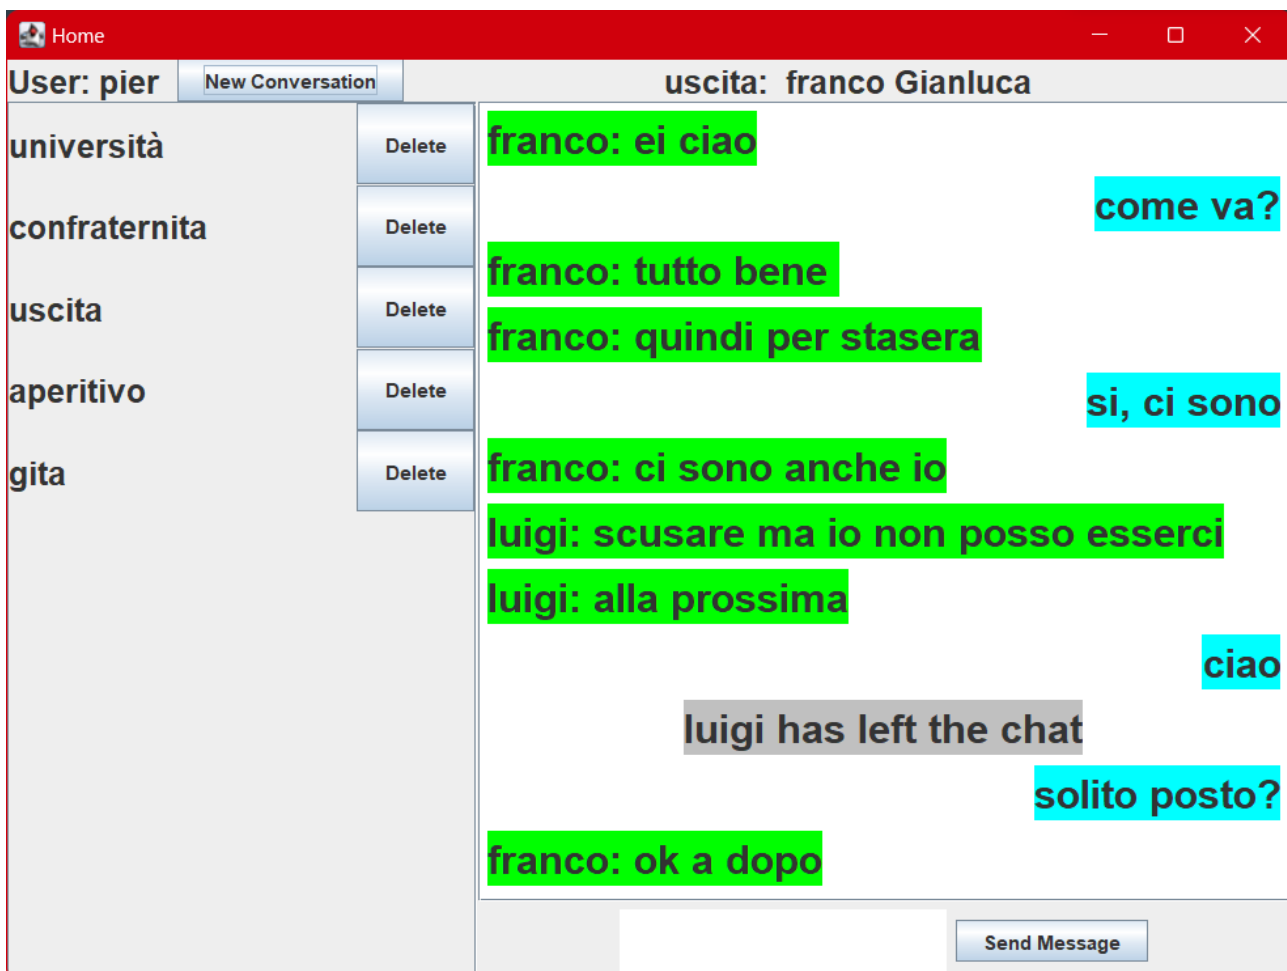 Home
User: pier
New Conversation
uscita: franco Gianluca
università
Delete
confraternita
Delete
uscita
Delete
aperitivo
Delete
gita
Delete
franco: ei ciao
come va?
franco: tutto bene
franco: quindi per stasera
si, ci sono
franco: ci sono anche io
luigi: scusare ma io non posso esserci
luigi: alla prossima
ciao
luigi has left the chat
solito posto?
franco: ok a dopo
Send Message